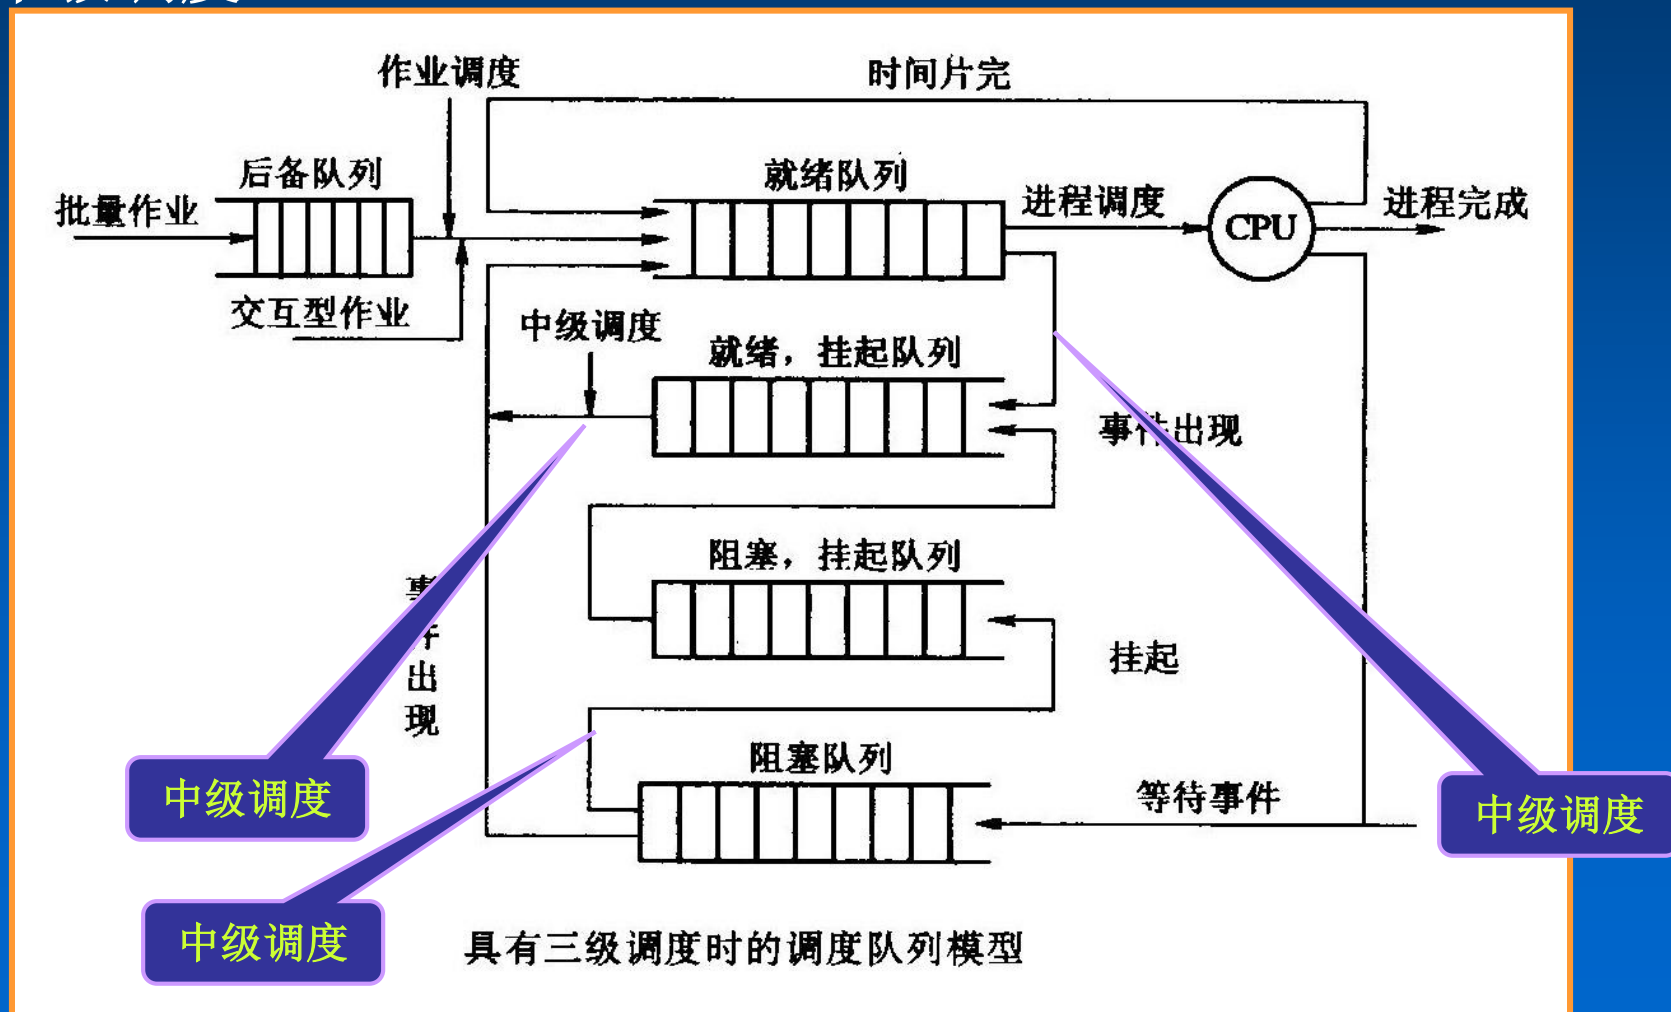 作业调度
时间片完
后备队列
就绪队列
批量作业
进程调度
CPU
进程完成
交互型作业
中级调度
就绪，挂起队列
事件出现
阻塞，挂起队列
事件出现
挂起
阻塞队列
等待事件
中级调度
中级调度
中级调度
具有三级调度时的调度队列模型